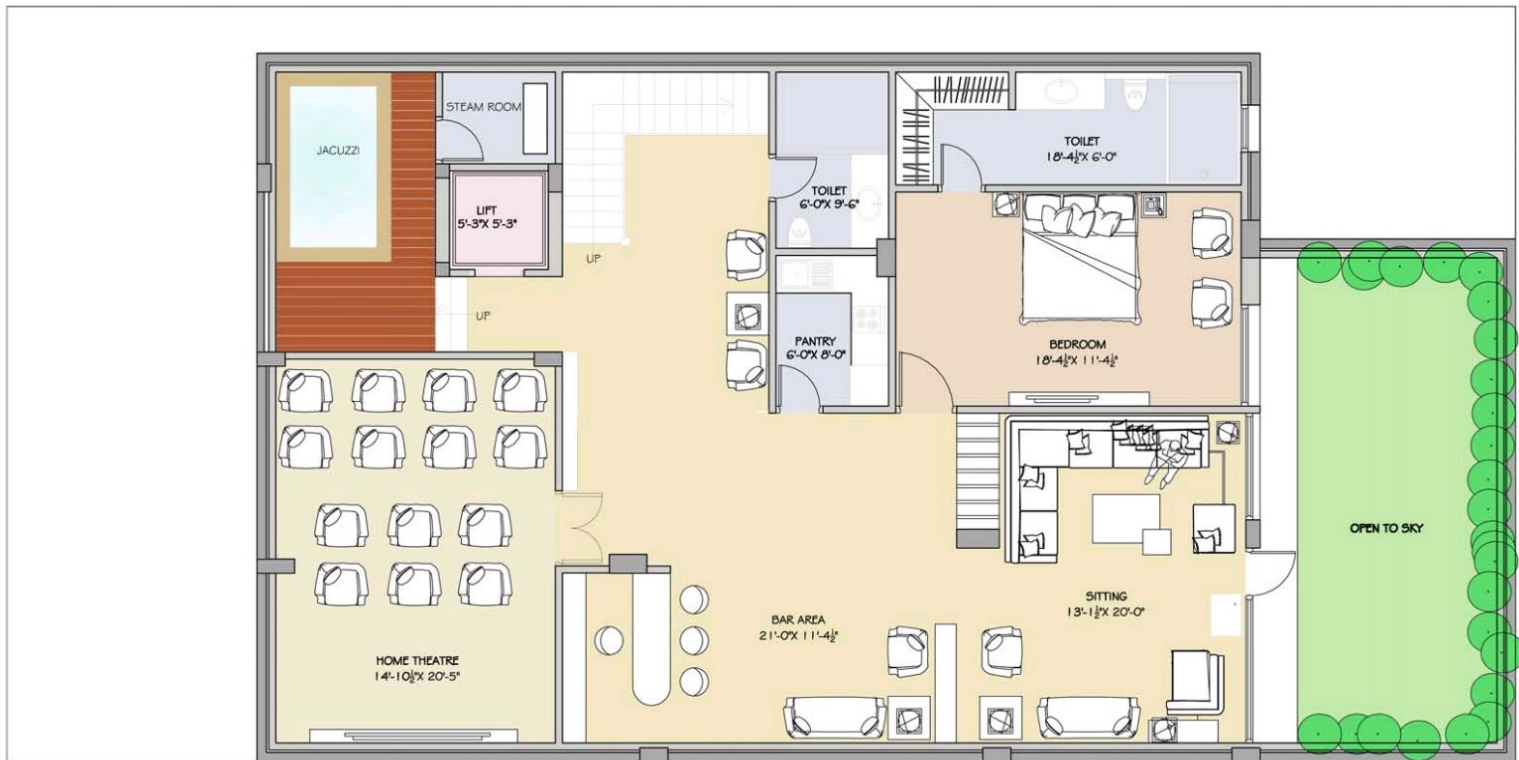 STEAM ROOM
JACUZZI
LIFT
5'-3"X 5'-3"
UP
UP
TOILET
6'-0"X 9'-6"
TOILET
18'-4½"X 6'-0"
PANTRY
6'-0"X 8'-0"
BEDROOM
18'-4½"X 11'-4½"
OPEN TO SKY
SITTING
13'-1½"X 20'-0"
BAR AREA
21'-0"X 11'-4½"
HOME THEATRE
14'-10½"X 20'-5"